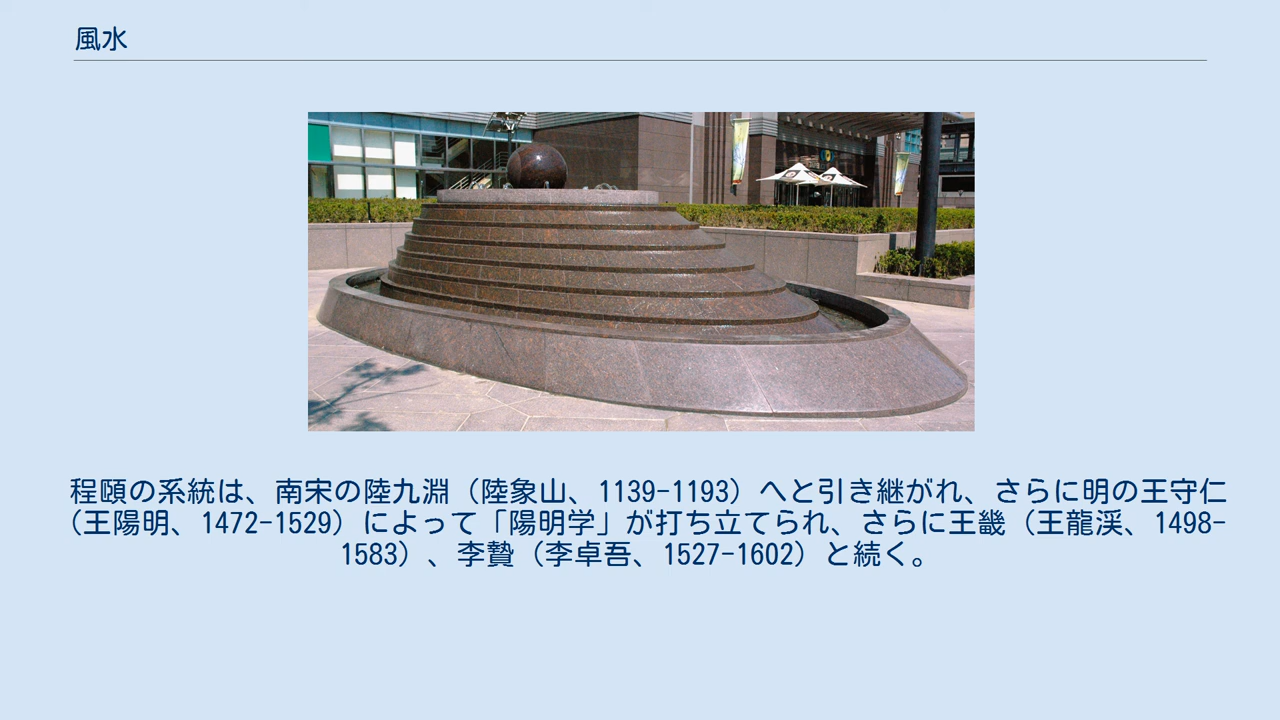 風水
程頤の系統は、南宋の陸九淵（陸象山、1139-1193）へと引き継がれ、さらに明の王守仁
（王陽明、1472-1529）によって「陽明学」が打ち立てられ、さらに王畿（王龍渓、1498-
1583）、李贄（李卓吾、1527-1602）と続く。